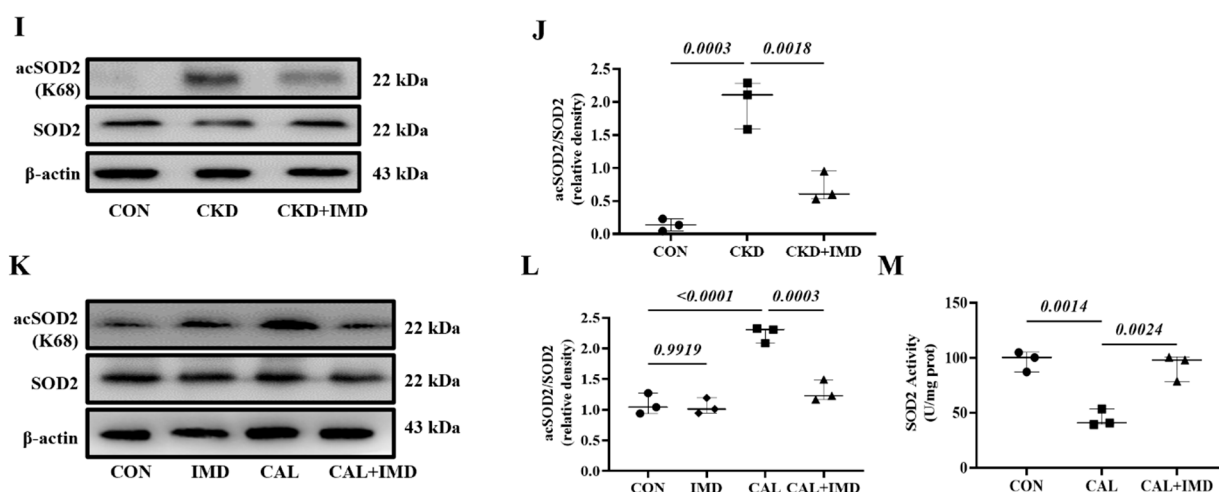 I
acSOD2
(K68)
22 kDa
SOD2
22 kDa
β-actin
43 kDa
CON CKD CKD+IMD
J
0.0003 0.0018
acSOD2/SOD2
(relative density)
2.5
2.0
1.5
1.0
0.5
0.0
CON CKD CKD+IMD
K
acSOD2
(K68)
22 kDa
SOD2
22 kDa
β-actin
43 kDa
CON IMD CAL CAL+IMD
L
<0.0001 0.0003
0.9919
acSOD2/SOD2
(relative density)
2.5
2.0
1.5
1.0
0.5
0.0
CON IMD CAL CAL+IMD
M
0.0014
0.0024
SOD2 Activity
(U/mg prot)
150
100
50
0
CON CAL CAL+IMD